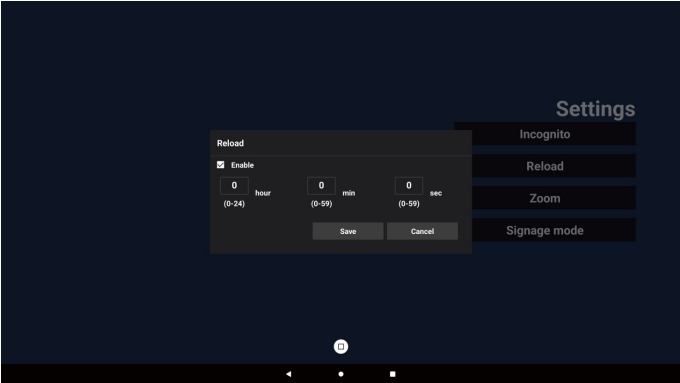 Settings
Incognito
Reload
Zoom
Signage mode
Reload
Enable
0 hour 0 min 0 sec
(0-24) (0-59) (0-59)
Save Cancel